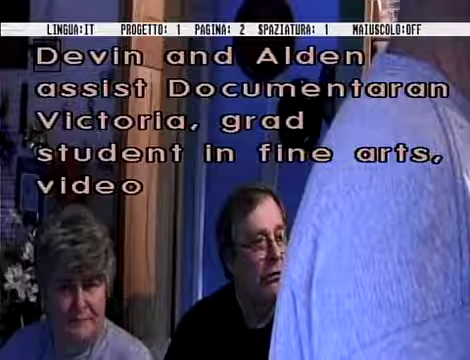 LINGUA:IT PROGETTO: 1 PAGINA: 2 SPAZIATURA: 1 MAIUSCOLO:OFF
Devin and Alden
assist Documentaran
Victoria, grad
'student in fine arts,
video